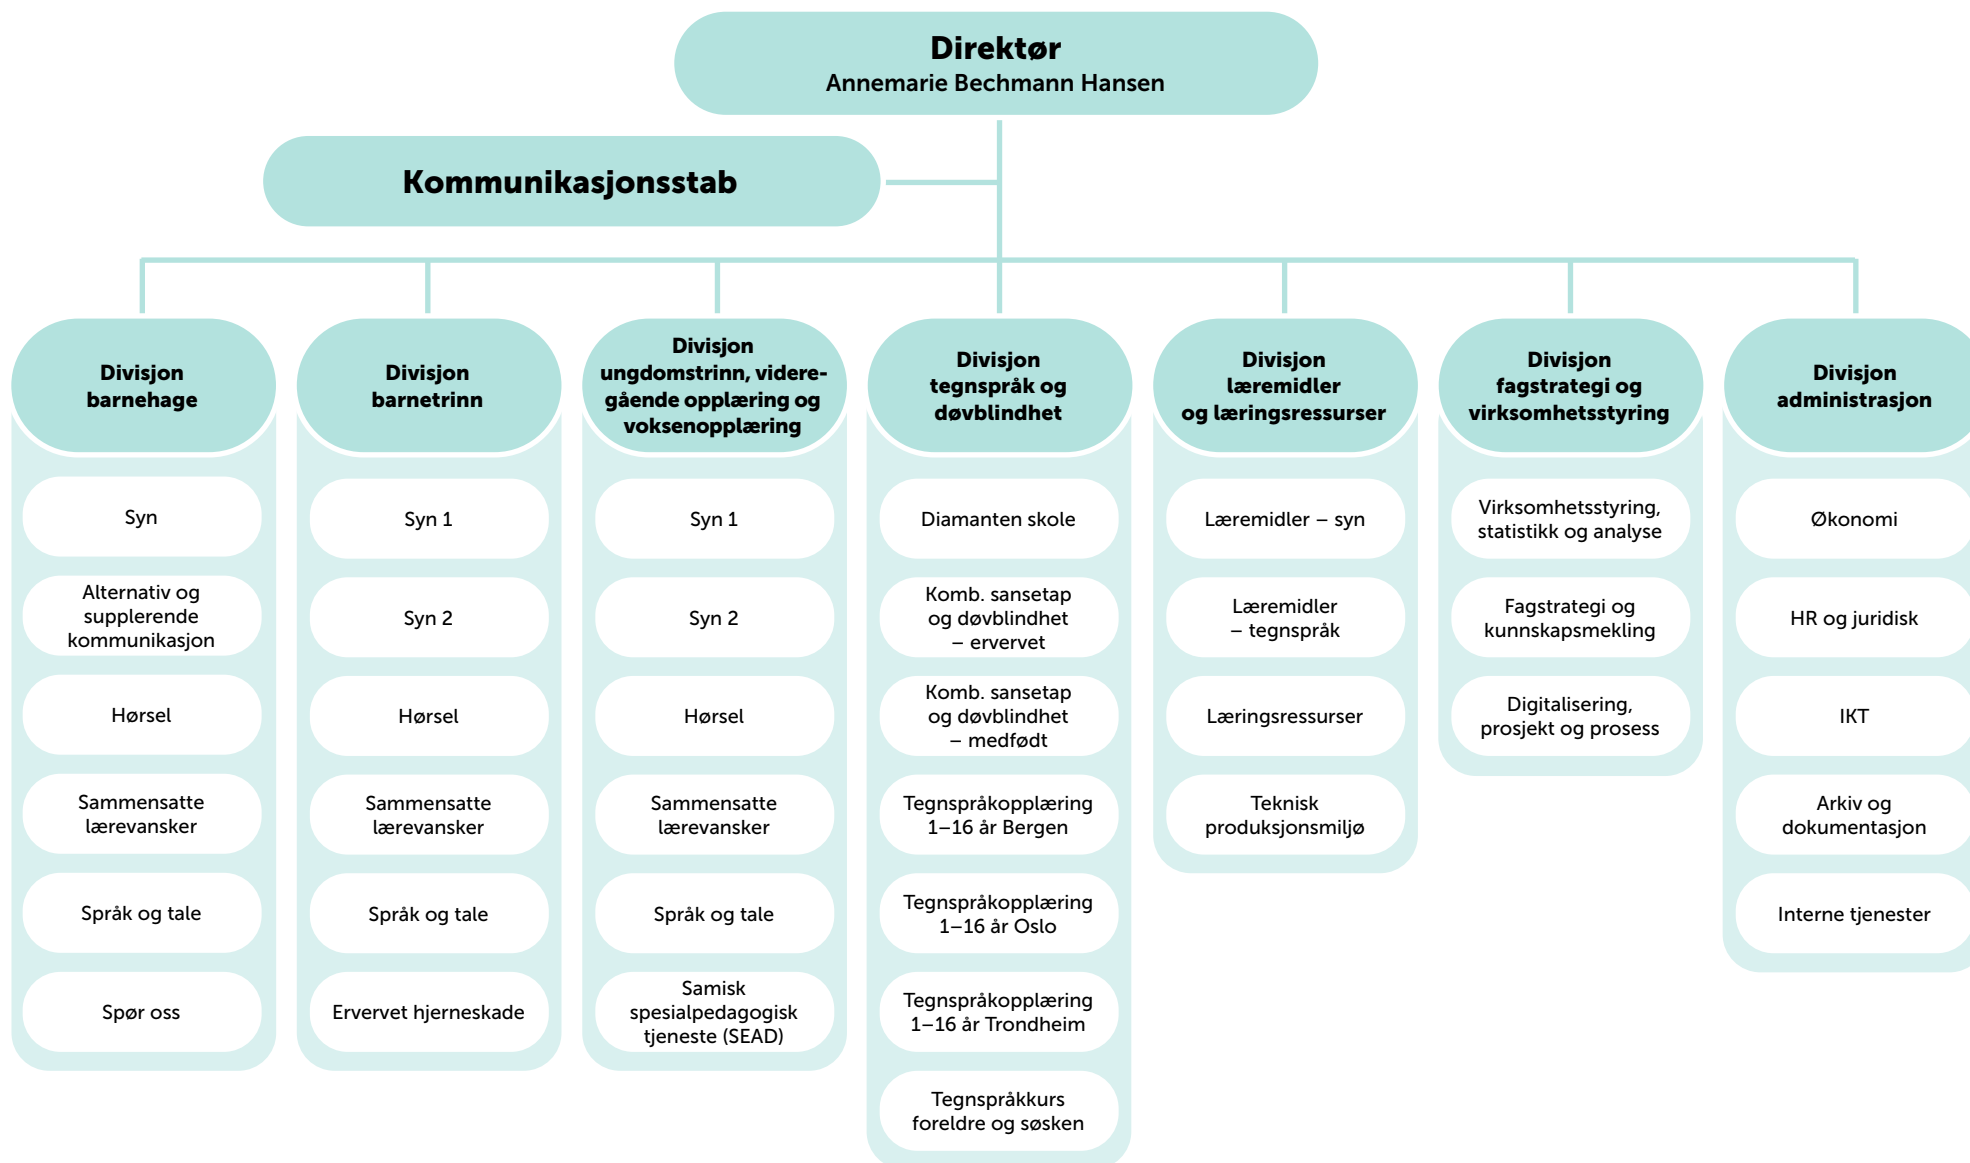 Direktør
Annemarie Bechmann Hansen
Kommunikasjonsstab
Divisjon
barnehage
Syn
Alternativ og
supplerende
kommunikasjon
Hørsel
Sammensatte
lærevansker
Språk og tale
Spør oss
Divisjon
barnetrinn
Syn 1
Syn 2
Hørsel
Sammensatte
lærevansker
Språk og tale
Ervervet hjerneskade
Divisjon
ungdomstrinn, videre-
gående opplæring og
voksenopplæring
Syn 1
Syn 2
Hørsel
Sammensatte
lærevansker
Språk og tale
Samisk
spesialpedagogisk
tjeneste (SEAD)
Divisjon
tegnspråk og
døvblindhet
Diamanten skole
Komb. sansetap
og døvblindhet
– ervervet
Komb. sansetap
og døvblindhet
– medfødt
Tegnspråkopplæring
1–16 år Bergen
Tegnspråkopplæring
1–16 år Oslo
Tegnspråkopplæring
1–16 år Trondheim
Tegnspråkkurs
foreldre og søsken
Divisjon
læremidler
og læringsressurser
Læremidler – syn
Læremidler
– tegnspråk
Læringsressurser
Teknisk
produksjonsmiljø
Divisjon
fagstrategi og
virksomhetsstyring
Virksomhetsstyring,
statistikk og analyse
Fagstrategi og
kunnskapsmekling
Digitalisering,
prosjekt og prosess
Divisjon
administrasjon
Økonomi
HR og juridisk
IKT
Arkiv og
dokumentasjon
Interne tjenester